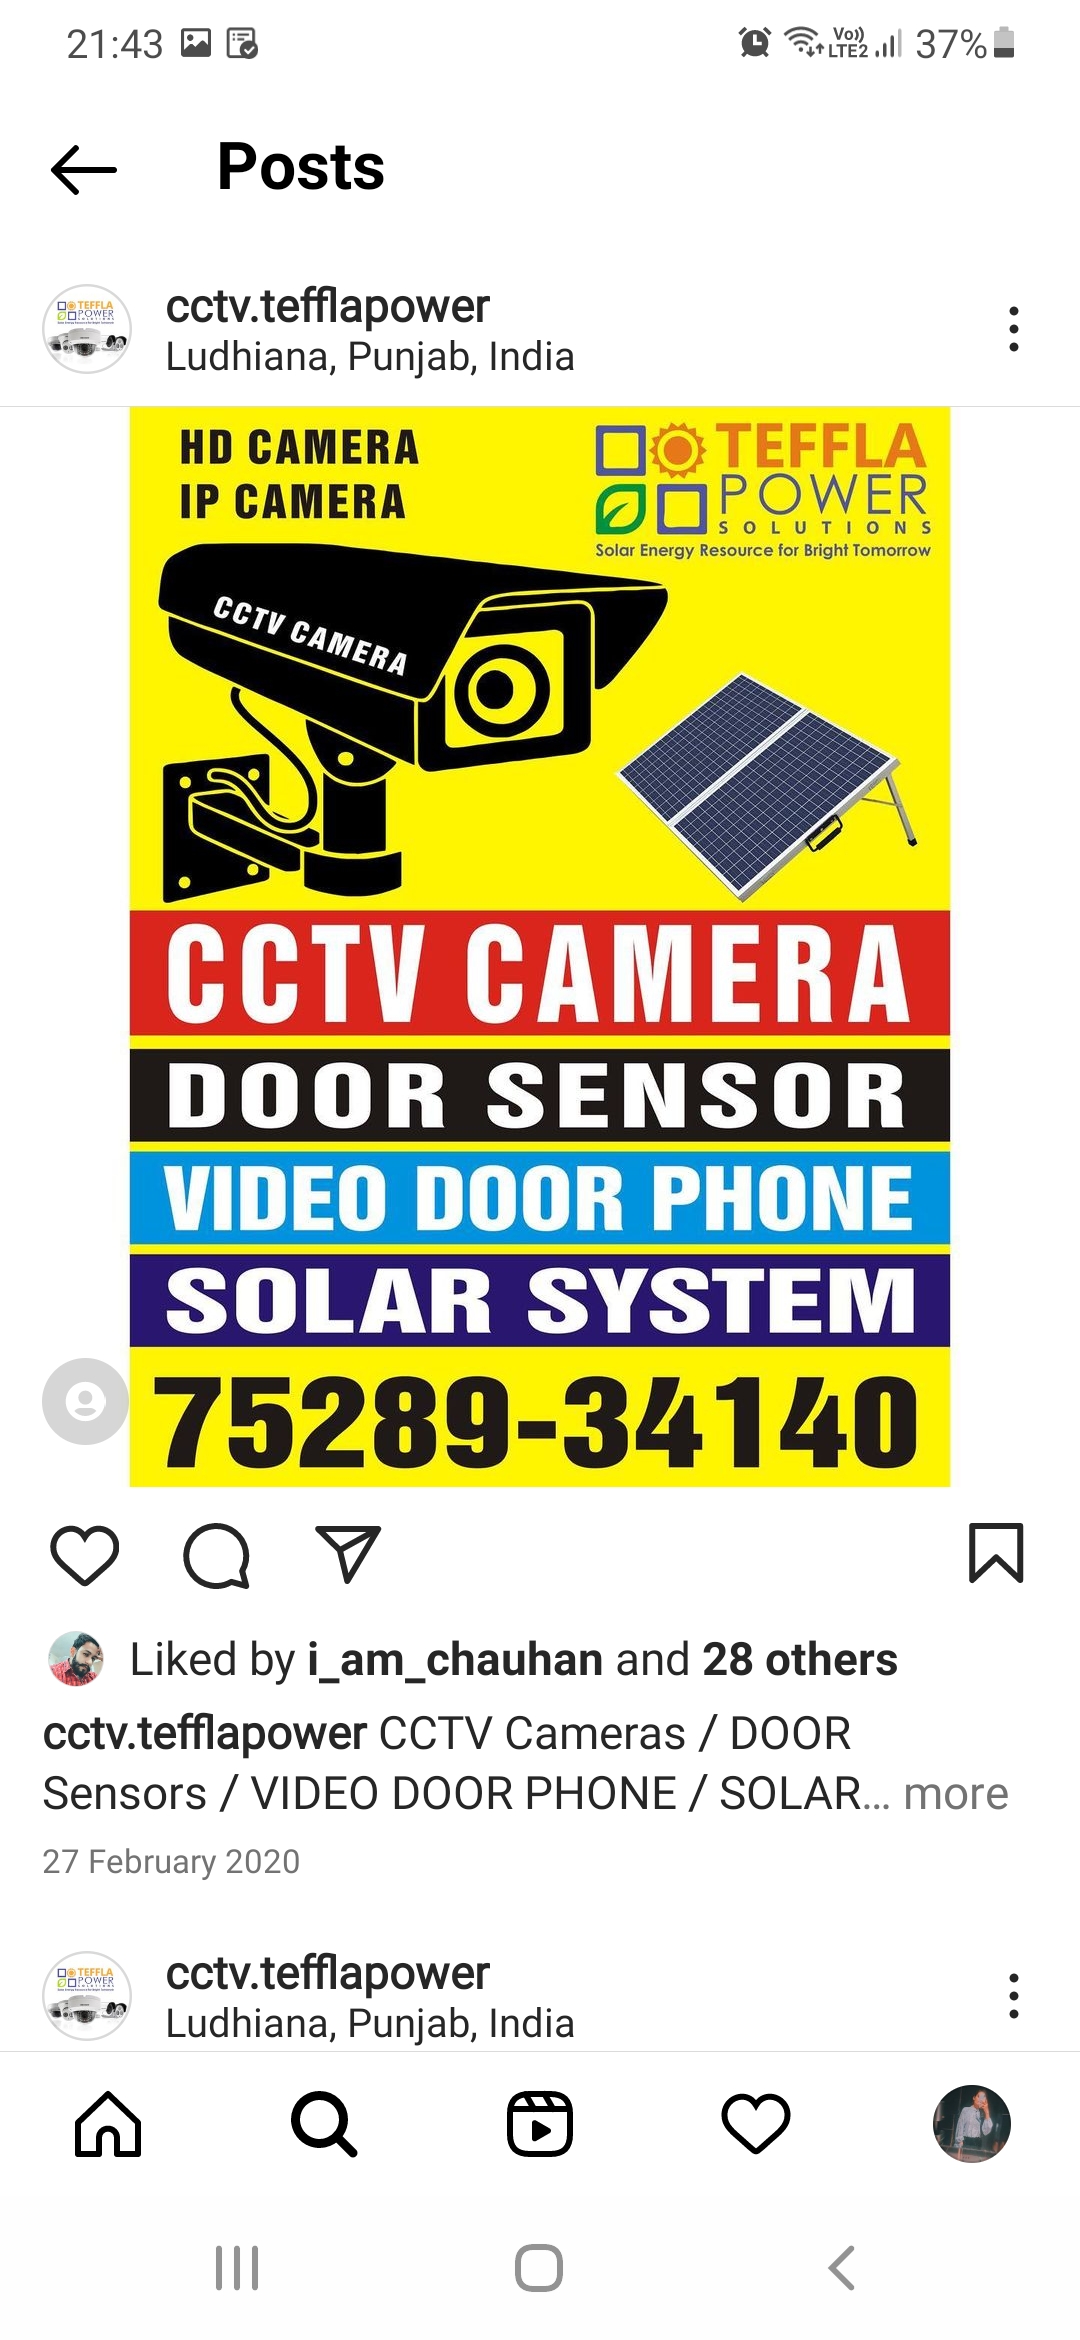 21:43
Vo)) LTE2 37%
Posts
cctv.tefflapower
Ludhiana, Punjab, India
HD CAMERA
IP CAMERA
TEFFLA
POWER
SOLUTIONS
Solar Energy Resource for Bright Tomorrow
CCTV CAMERA
CCTV CAMERA
DOOR SENSOR
VIDEO DOOR PHONE
SOLAR SYSTEM
75289-34140
Liked by i_am_chauhan and 28 others
cctv.tefflapower CCTV Cameras / DOOR
Sensors / VIDEO DOOR PHONE / SOLAR... more
27 February 2020
TEFFLA
POWER
cctv.tefflapower
Ludhiana, Punjab, India